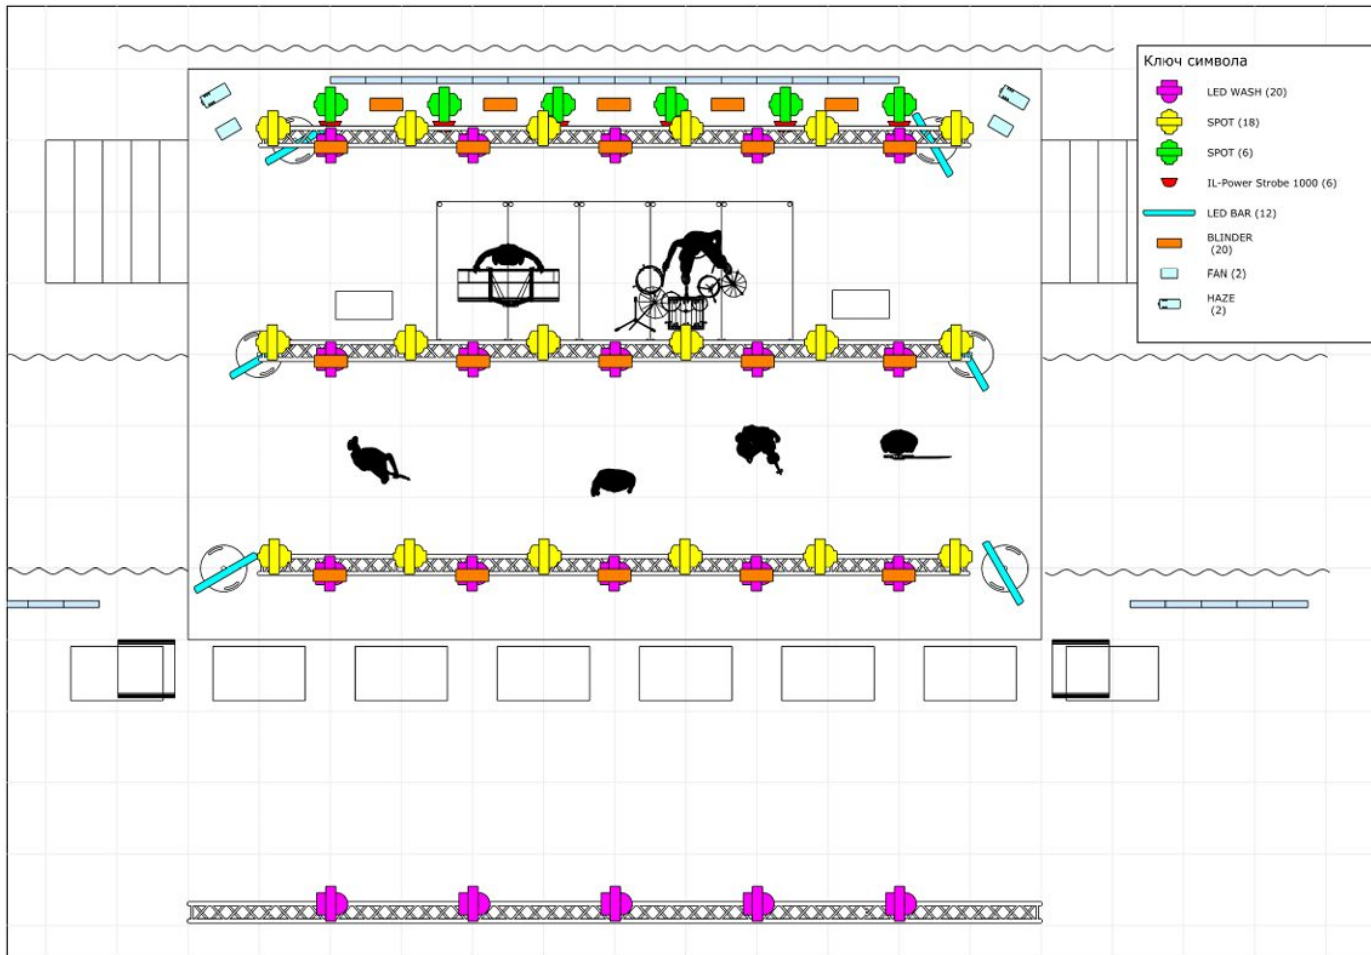 Ключ символа
LED WASH (20)
SPOT (18)
SPOT (6)
IL-Power Strobe 1000 (6)
LED BAR (12)
BLINDER
(20)
FAN (2)
HAZE
(2)